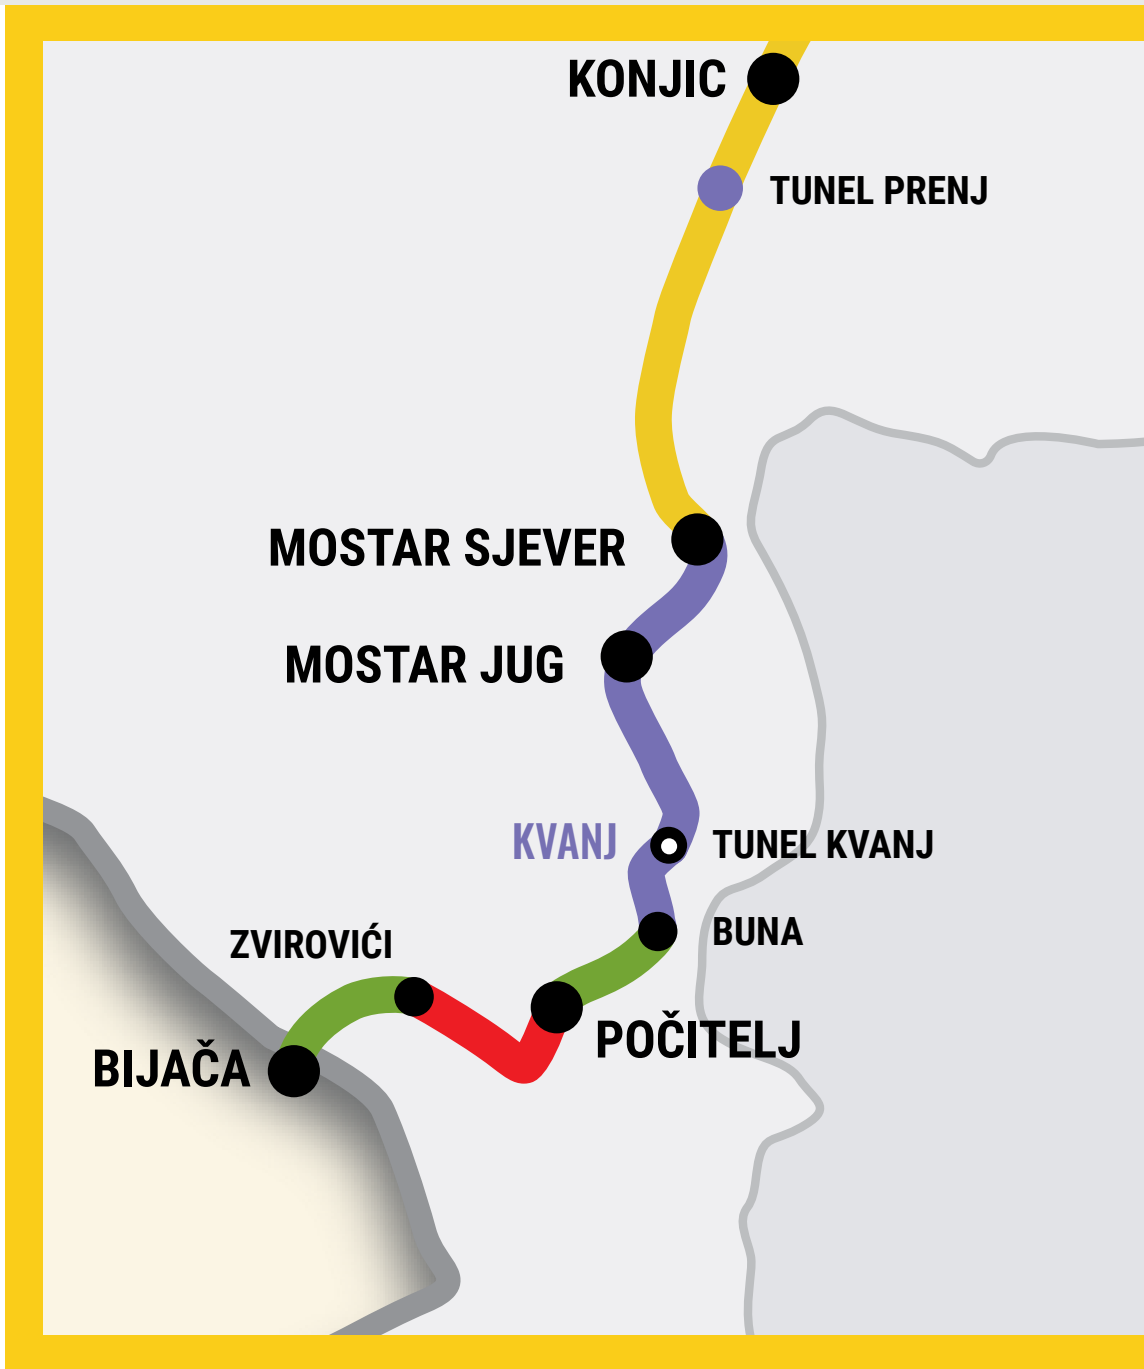 KONJIC
TUNEL PRENJ
MOSTAR SJEVER
MOSTAR JUG
KVANJ
TUNEL KVANJ
BUNA
ZVIROVIĆI
POČITELJ
BIJAČA